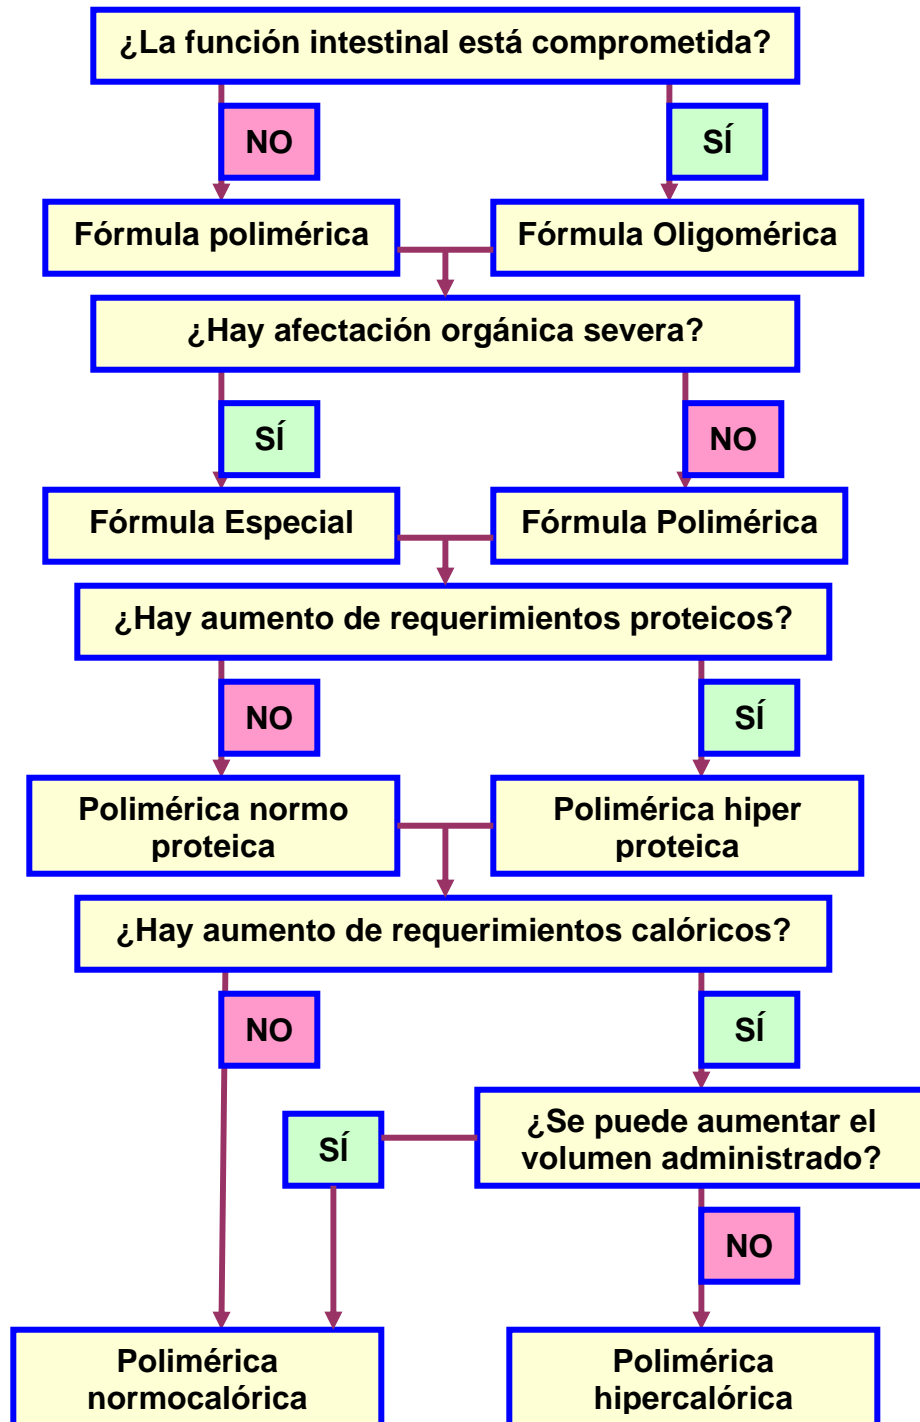 ¿La función intestinal está comprometida?
NO
SÍ
Fórmula polimérica
Fórmula Oligomérica
¿Hay afectación orgánica severa?
SÍ
NO
Fórmula Especial
Fórmula Polimérica
¿Hay aumento de requerimientos proteicos?
NO
SÍ
Polimérica normo
proteica
Polimérica hiper
proteica
¿Hay aumento de requerimientos calóricos?
NO
SÍ
¿Se puede aumentar el
volumen administrado?
SÍ
NO
Polimérica
normocalórica
Polimérica
hipercalórica